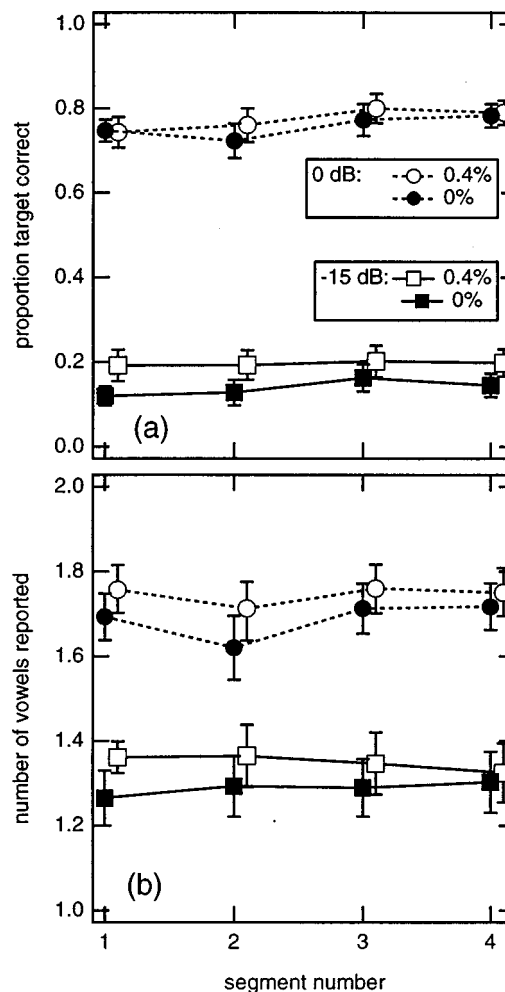 1.0
0.8
0.6
0.4
0.2
0.0
proportion target correct
0 dB: 0.4%
0%
-15 dB: 0.4%
0%
(a)
2.0
1.8
1.6
1.4
1.2
1.0
number of vowels reported
(b)
1 2 3 4
segment number